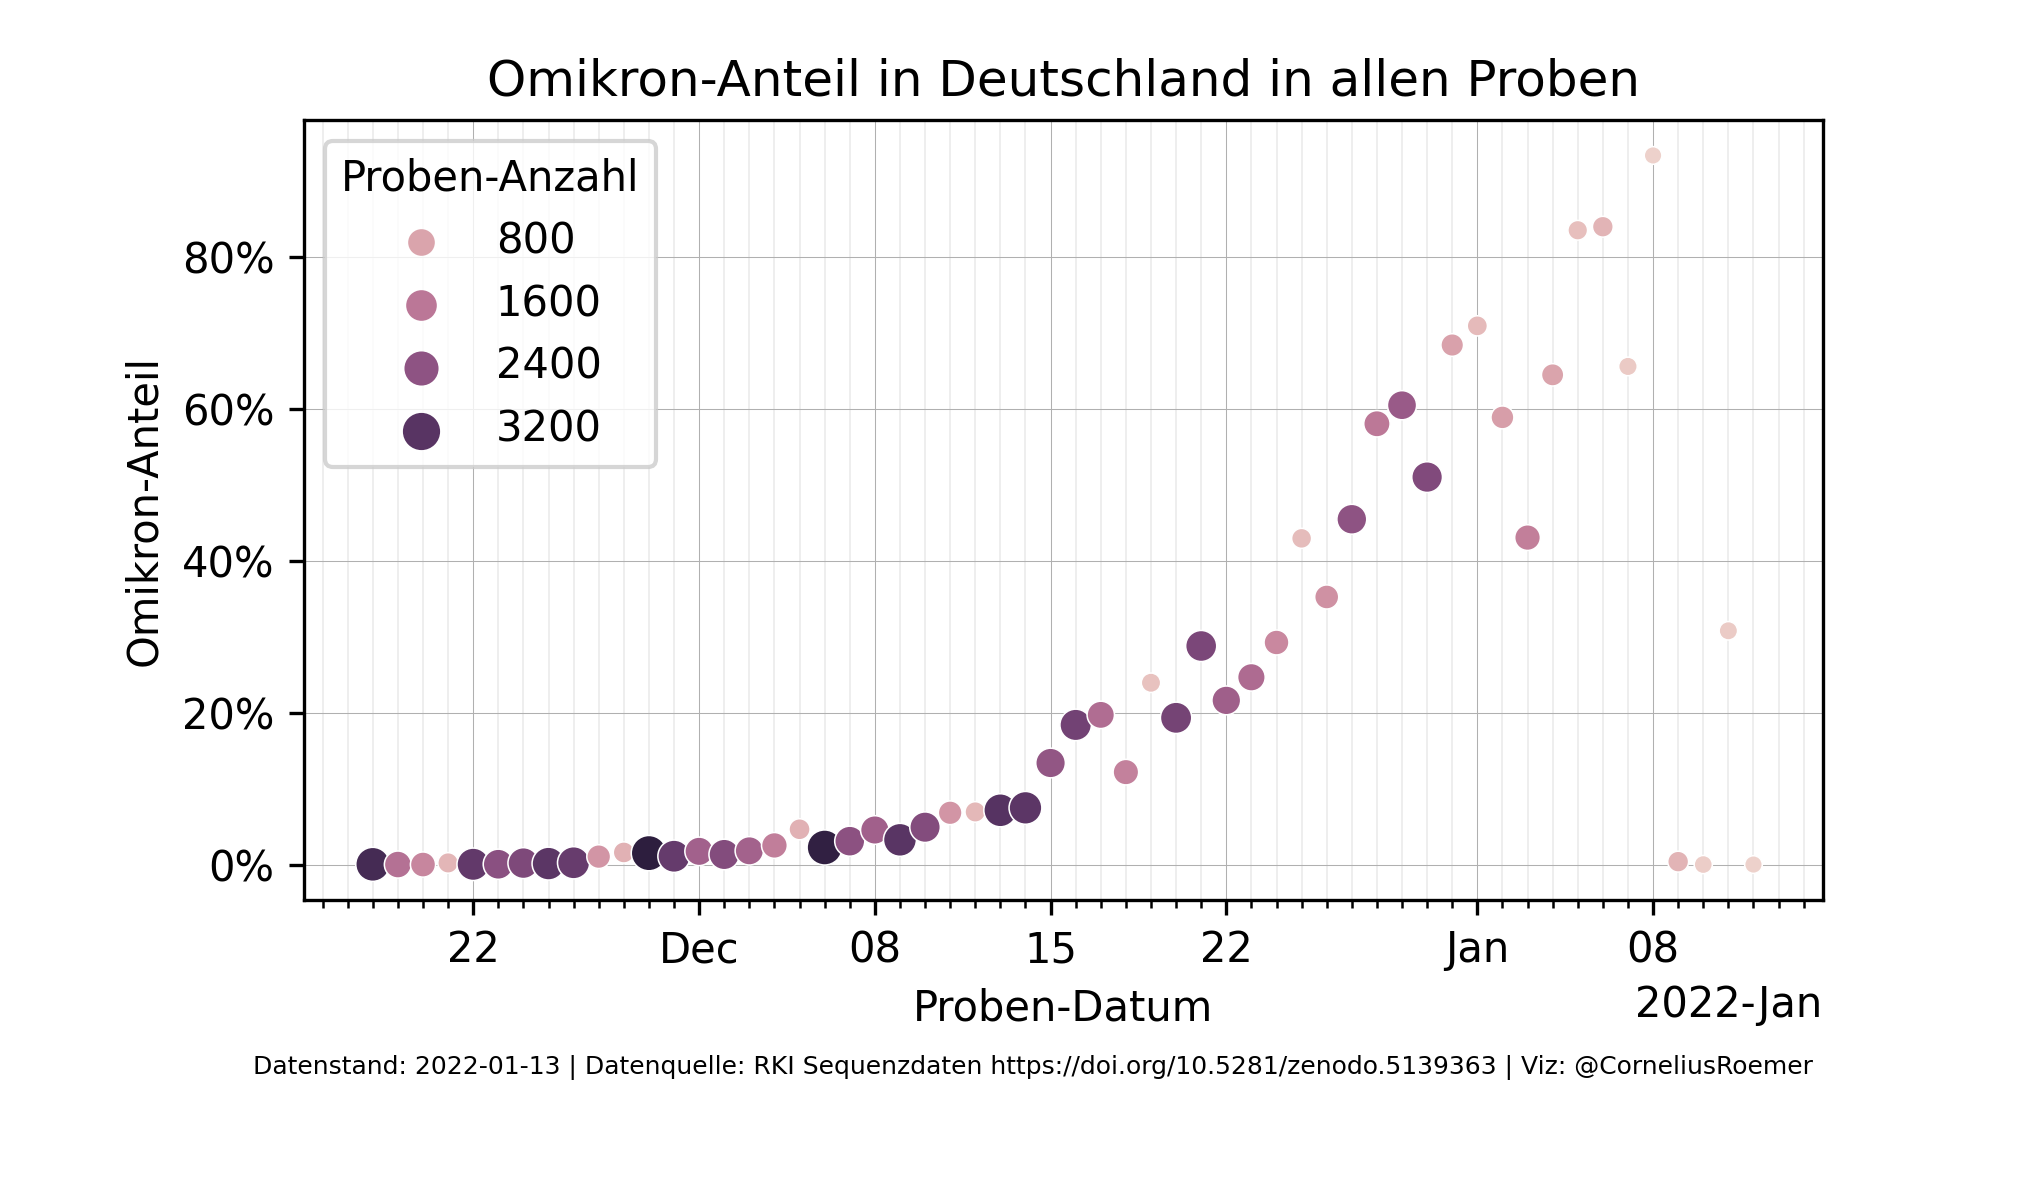 Omikron-Anteil in Deutschland in allen Proben
Proben-Anzahl
800
1600
2400
3200
80%
60%
40%
20%
0%
Omikron-Anteil
22 Dec 08 15 22 Jan 08
Proben-Datum
2022-Jan
Datenstand: 2022-01-13 | Datenquelle: RKI Sequenzdaten https://doi.org/10.5281/zenodo.5139363 | Viz: @CorneliusRoemer